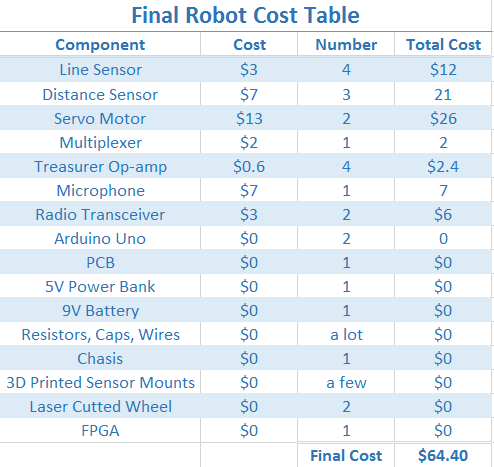 Final Robot Cost Table
Component Cost Number Total Cost
Line Sensor $3 4 $12
Distance Sensor $7 3 21
Servo Motor $13 2 $26
Multiplexer $2 1 2
Treasurer Op-amp $0.6 4 $2.4
Microphone $7 1 7
Radio Transceiver $3 2 $6
Arduino Uno $0 2 0
PCB $0 1 $0
5V Power Bank $0 1 $0
9V Battery $0 1 $0
Resistors, Caps, Wires $0 a lot $0
Chasis $0 1 $0
3D Printed Sensor Mounts $0 a few $0
Laser Cutted Wheel $0 2 $0
FPGA $0 1 $0
Final Cost $64.40